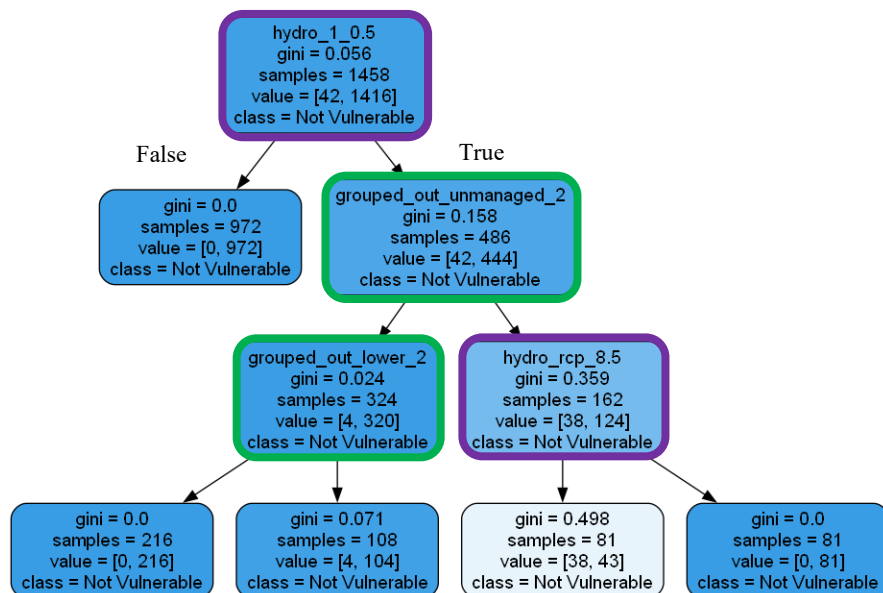 hydro_1_0.5
gini = 0.056
samples = 1458
value = [42, 1416]
class = Not Vulnerable
False
True
gini = 0.0
samples = 972
value = [0, 972]
class = Not Vulnerable
grouped_out_unmanaged_2
gini = 0.158
samples = 486
value = [42, 444]
class = Not Vulnerable
grouped_out_lower_2
gini = 0.024
samples = 324
value = [4, 320]
class = Not Vulnerable
hydro_rcp_8.5
gini = 0.359
samples = 162
value = [38, 124]
class = Not Vulnerable
gini = 0.0
samples = 216
value = [0, 216]
class = Not Vulnerable
gini = 0.071
samples = 108
value = [4, 104]
class = Not Vulnerable
gini = 0.498
samples = 81
value = [38, 43]
class = Not Vulnerable
gini = 0.0
samples = 81
value = [0, 81]
class = Not Vulnerable